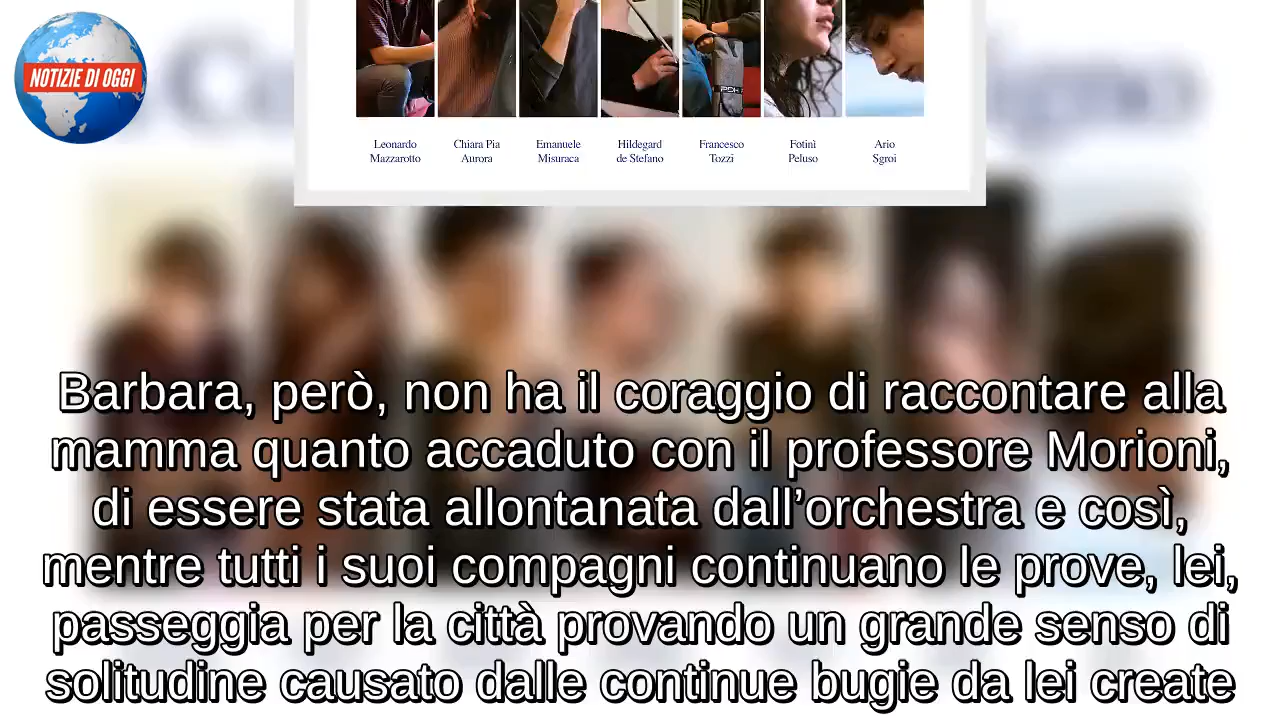 NOTIZIE DI OGGI
Leonardo Mazzarotto
Chiara Pia Aurora
Emanuele Misuraca
Hildegard de Stefano
Francesco Tozzi
Fotinì Peluso
Ario Sgroi
Barbara, però, non ha il coraggio di raccontare alla
mamma quanto accaduto con il professore Morioni,
di essere stata allontanata dall’orchestra e così,
mentre tutti i suoi compagni continuano le prove, lei,
passeggia per la città provando un grande senso di
solitudine causato dalle continue bugie da lei create